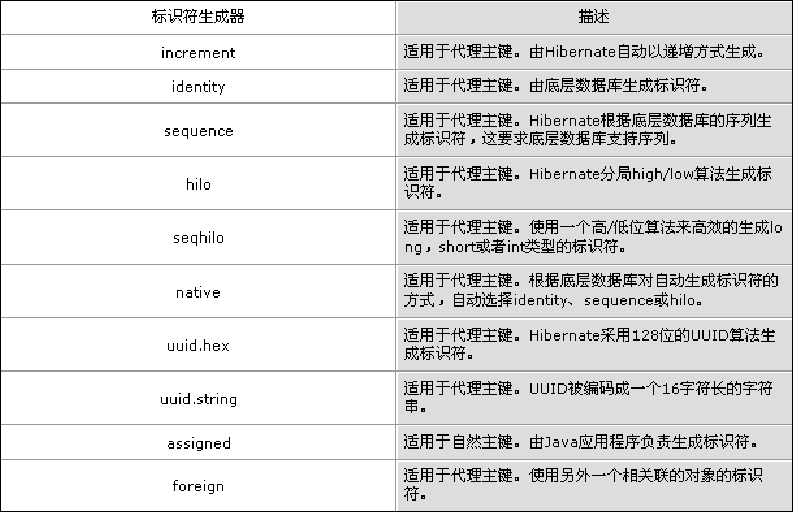 标识符生成器
描述
increment
适用于代理主键。由Hibernate自动以递增方式生成。
identity
适用于代理主键。由底层数据库生成标识符。
sequence
适用于代理主键。Hibernate根据底层数据库的序列生
成标识符，这要求底层数据库支持序列。
hilo
适用于代理主键。Hibernate分局high/low算法生成标
识符。
seqhilo
适用于代理主键。使用一个高/低位算法来高效的生成lo
ng，short或者int类型的标识符。
native
适用于代理主键。根据底层数据库对自动生成标识符的
方式，自动选择identity、sequence或hilo。
uuid.hex
适用于代理主键。Hibernate采用128位的UUID算法生
成标识符。
uuid.string
适用于代理主键。UUID被编码成一个16字符长的字符
串。
assigned
适用于自然主键。由Java应用程序负责生成标识符。
foreign
适用于代理主键。使用另外一个相关联的对象的标识
符。